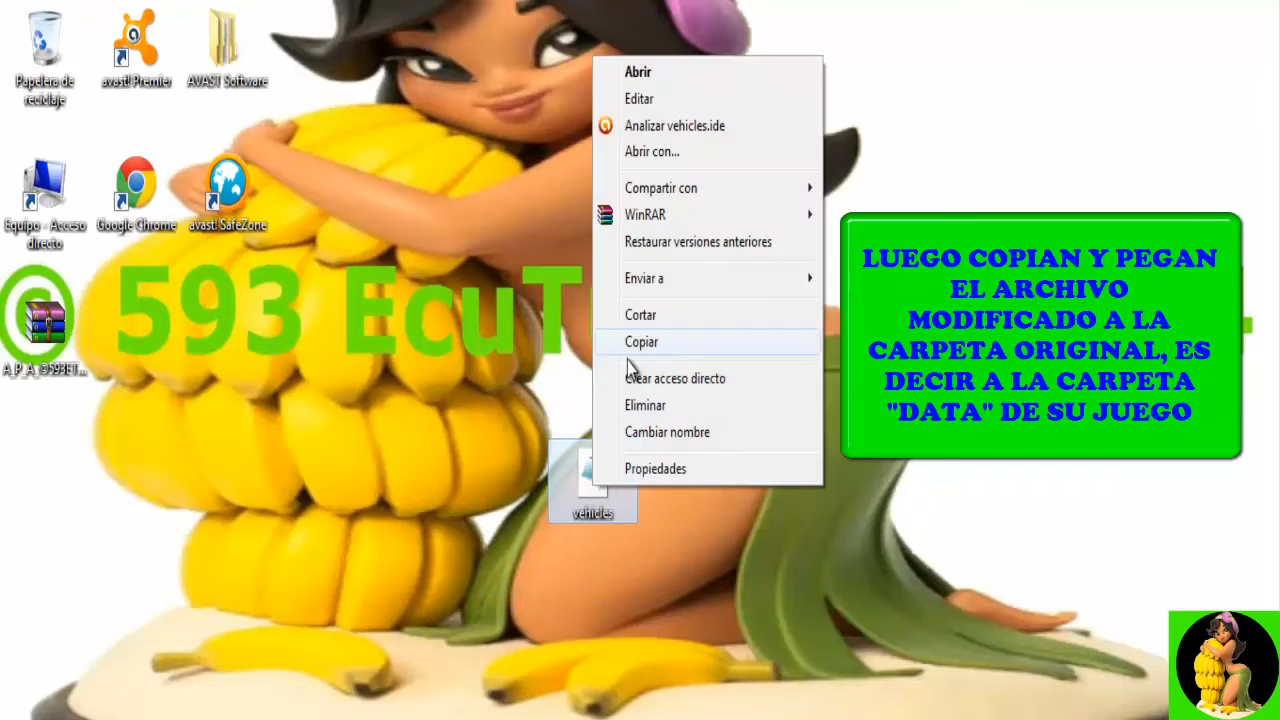 Papelera de
reciclaje
avast! Premier
AVAST Software
Equipo - Acceso
directo
Google Chrome
avast! SafeZone
© 593 EcuT
A.P.A. ©593ET...
vehicles
Abrir
Editar
Analizar vehicles.ide
Abrir con...
Compartir con
WinRAR
Restaurar versiones anteriores
Enviar a
Cortar
Copiar
Crear acceso directo
Eliminar
Cambiar nombre
Propiedades
LUEGO COPIAN Y PEGAN
EL ARCHIVO
MODIFICADO A LA
CARPETA ORIGINAL, ES
DECIR A LA CARPETA
"DATA" DE SU JUEGO